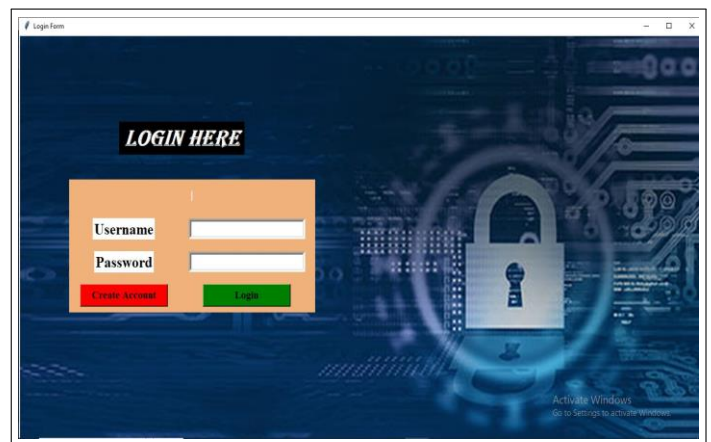 Login Form
LOGIN HERE
Username
Password
Create Account
Login
Activate Windows
Go to Settings to activate Windows.